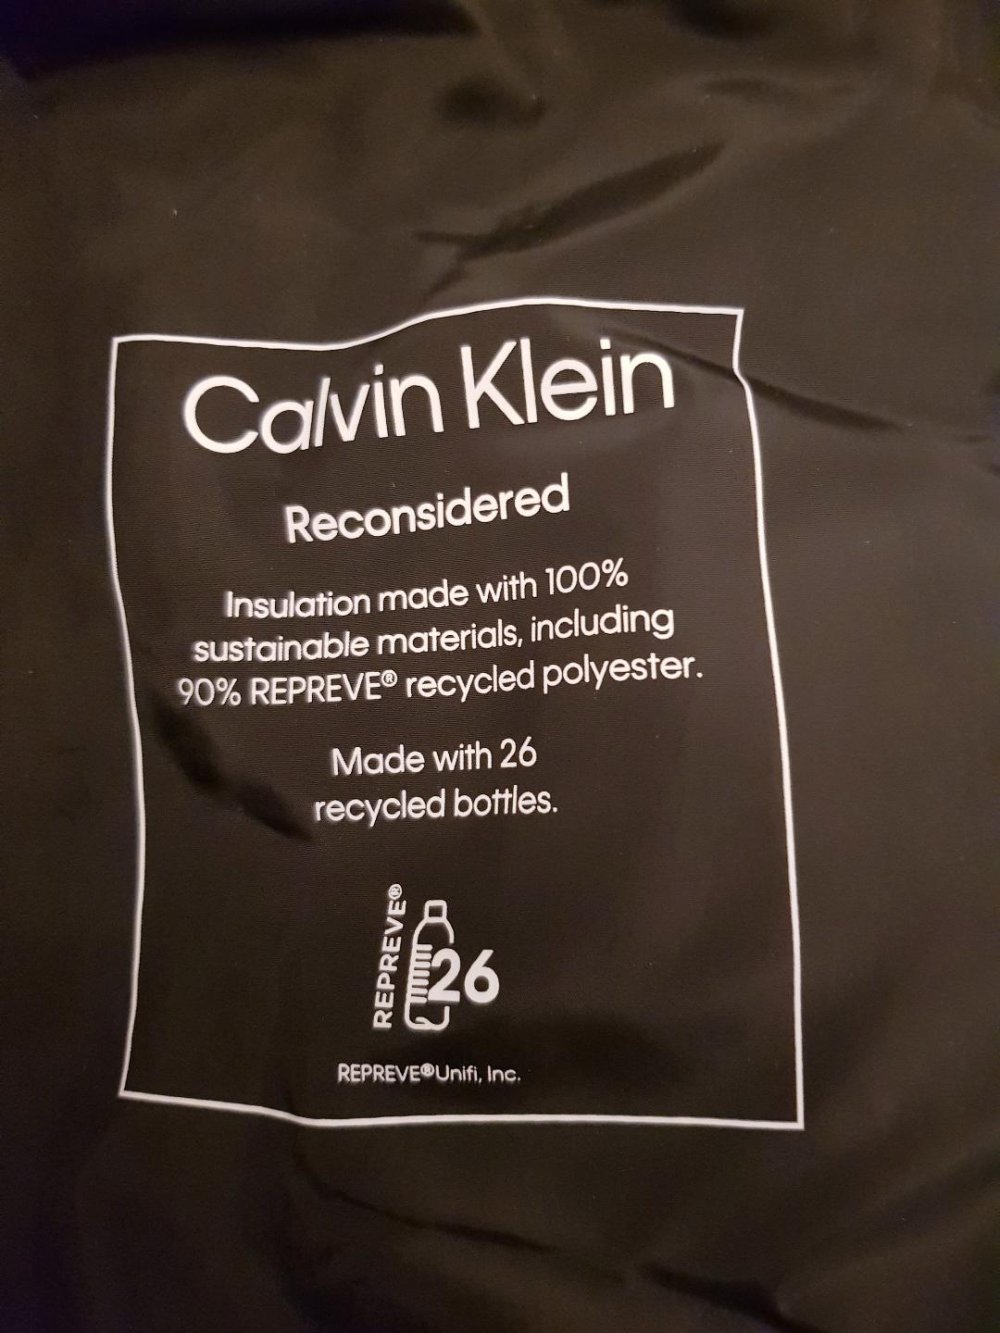 Calvin Klein
Reconsidered
Insulation made with 100%
sustainable materials, including
90% REPREVE® recycled polyester.
Made with 26
recycled bottles.
REPREVE®
26
REPREVE®Unifi, Inc.